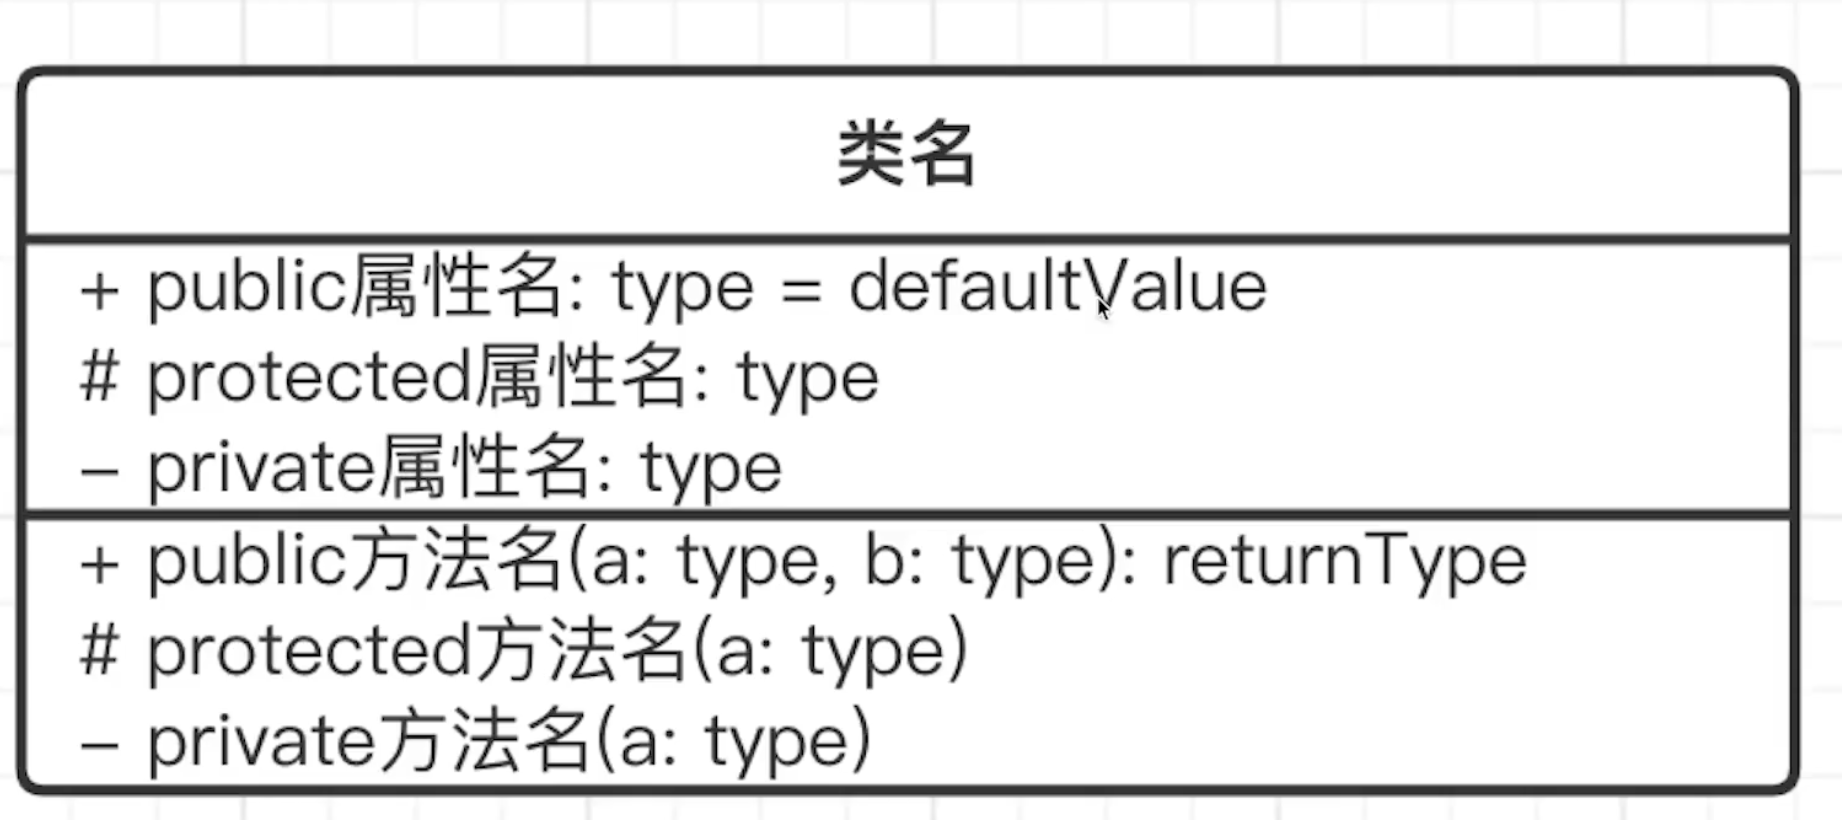 类名
+ public属性名: type = defaultValue
# protected属性名: type
– private属性名: type
+ public方法名(a: type, b: type): returnType
# protected方法名(a: type)
– private方法名(a: type)